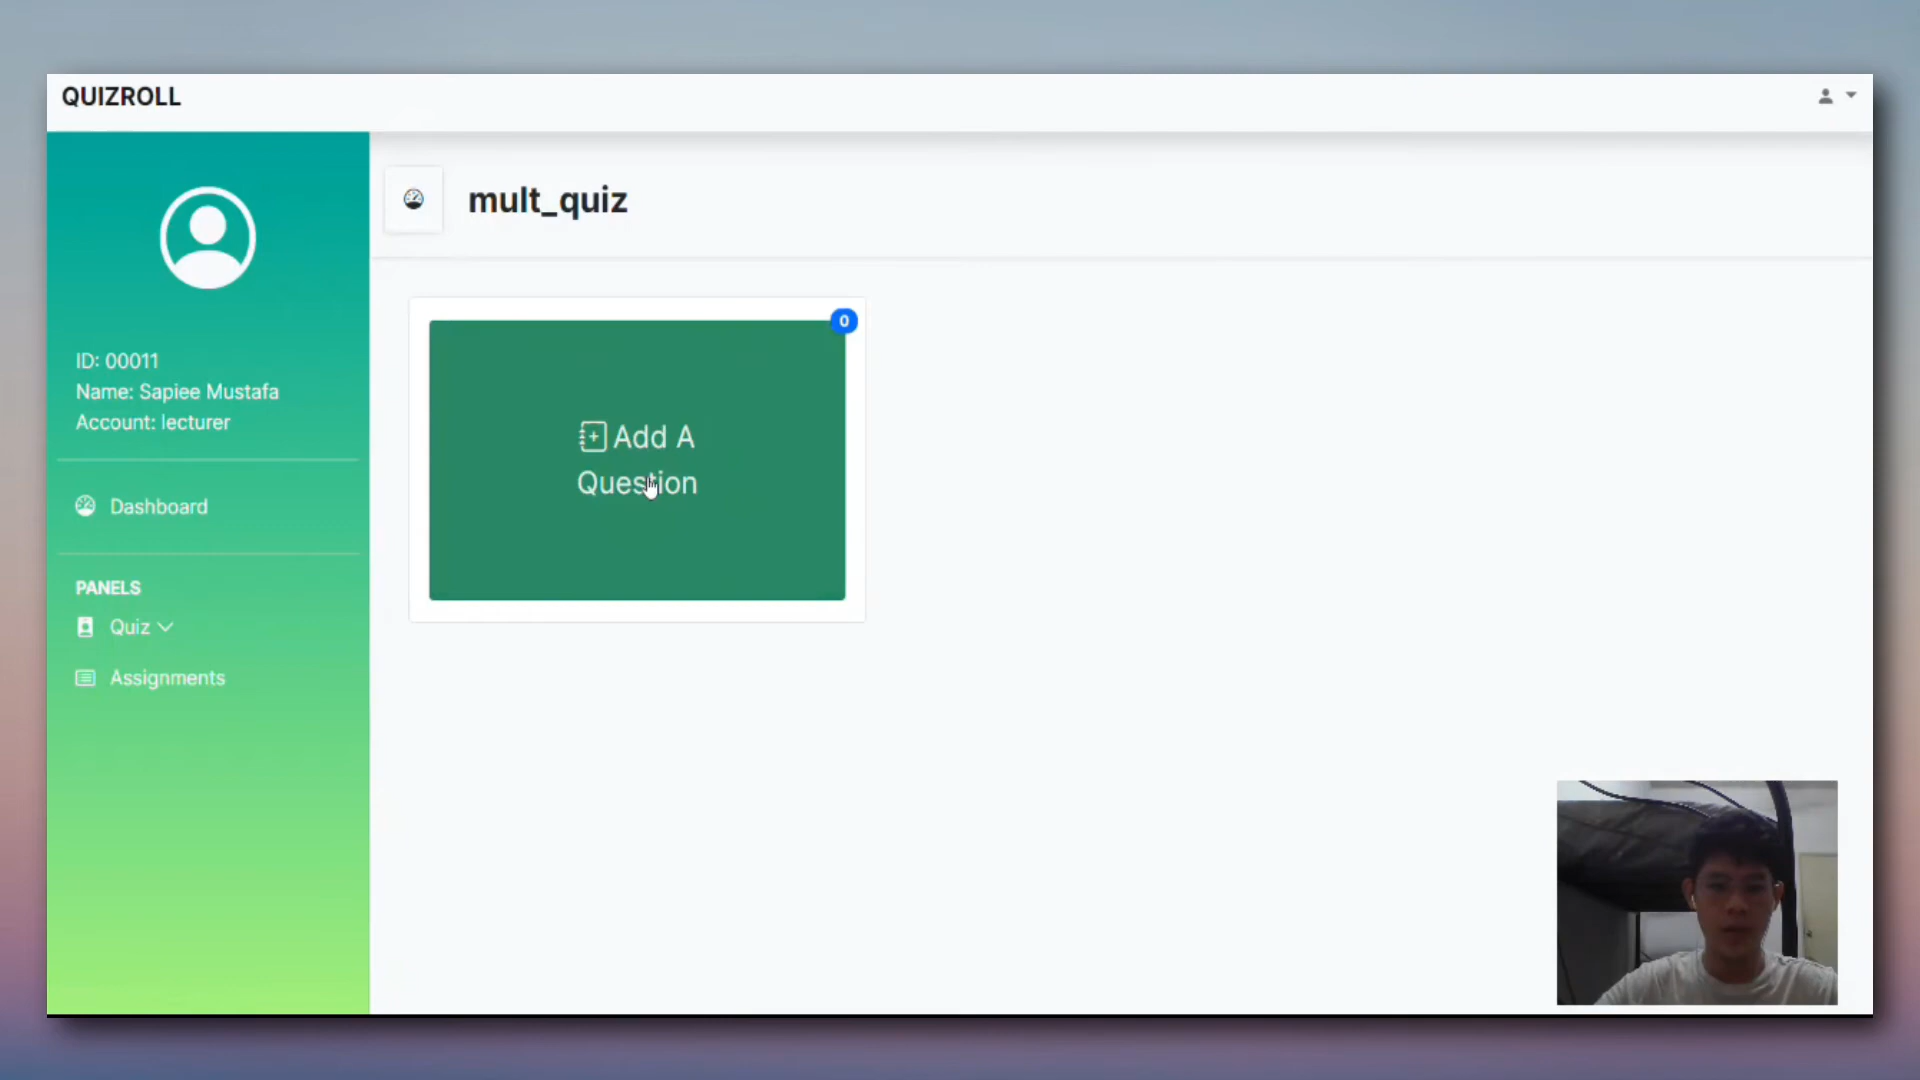 QUIZROLL
mult_quiz
ID: 00011
Name: Sapiee Mustafa
Account: lecturer
Dashboard
PANELS
Quiz
Assignments
0
Add A
Question